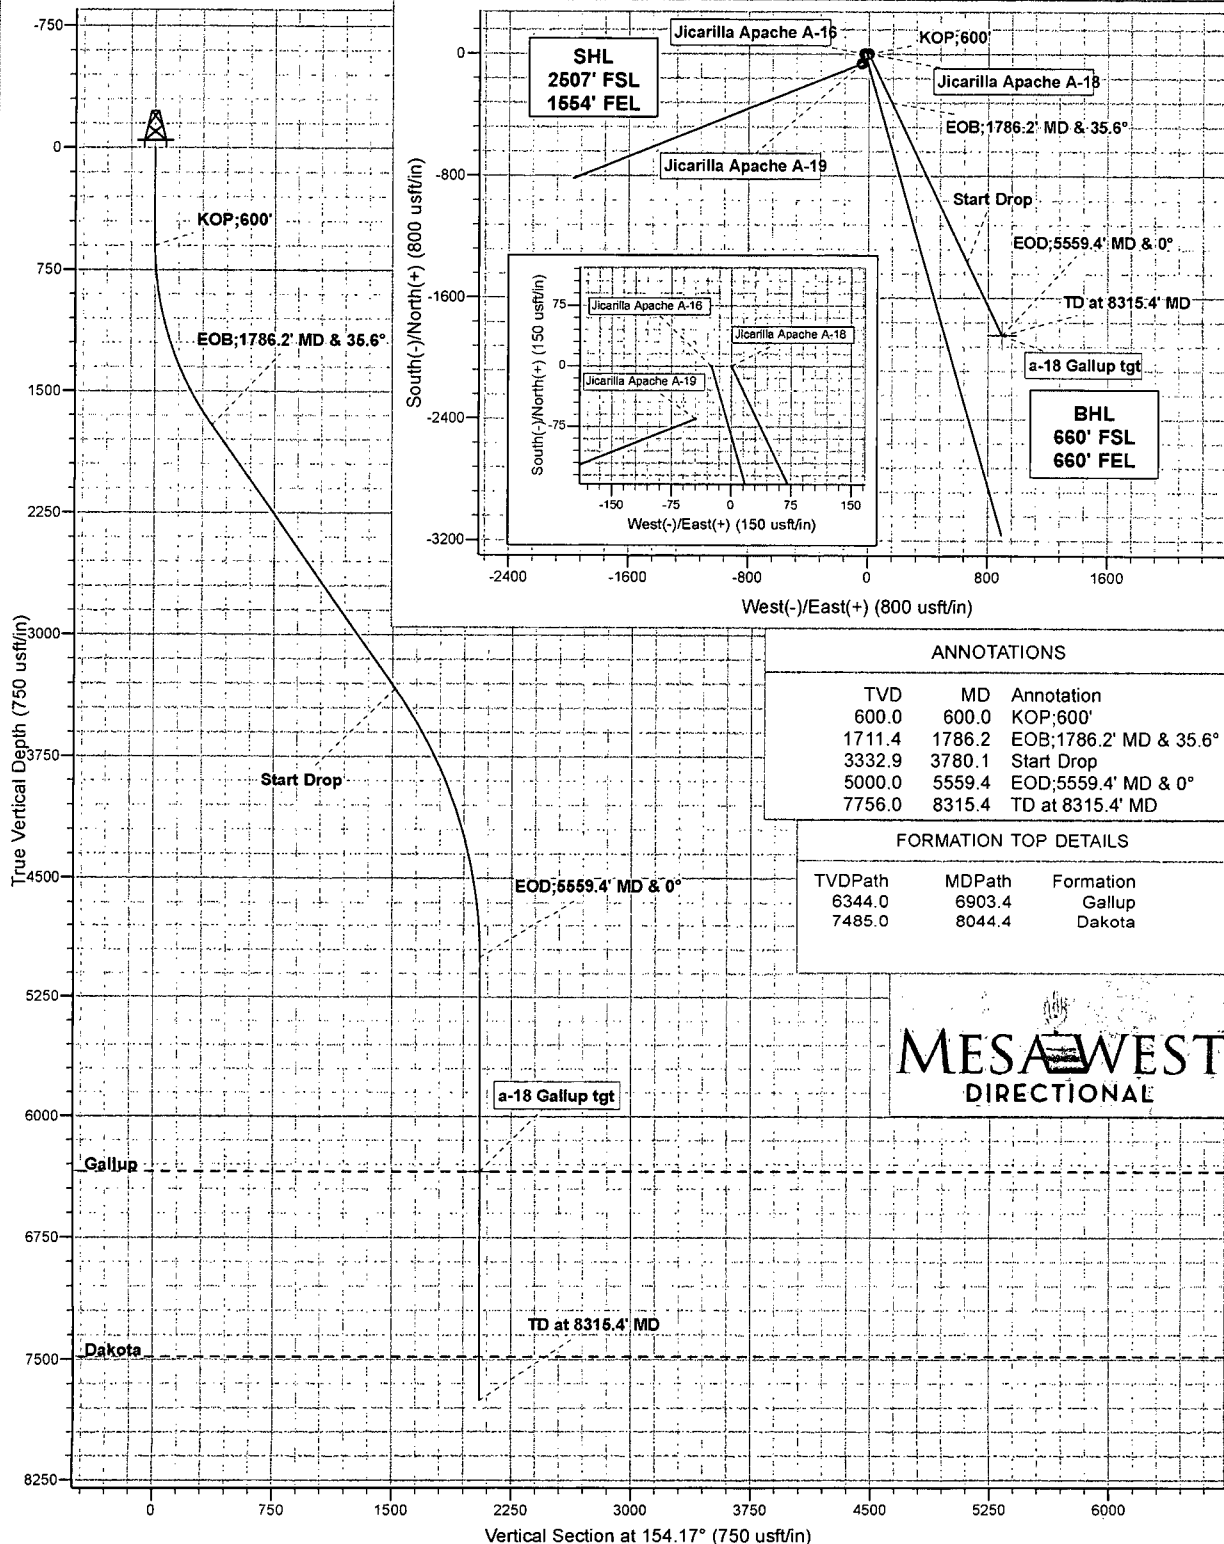 -750
0
750
1500
2250
3000
3750
4500
5250
6000
6750
7500
8250
True Vertical Depth (750 usft/in)
KOP;600'
EOB;1786.2' MD & 35.6°
Start Drop
EOD;5559.4' MD & 0°
a-18 Gallup tgt
Gallup
TD at 8315.4' MD
Dakota
0 750 1500 2250 3000 3750 4500 5250 6000
Vertical Section at 154.17° (750 usft/in)
SHL
2507' FSL
1554' FEL
Jicarilla Apache A-16
KOP;600'
Jicarilla Apache A-18
EOB;1786.2' MD & 35.6°
Jicarilla Apache A-19
Start Drop
EOD;5559.4' MD & 0°
TD at 8315.4' MD
a-18 Gallup tgt
BHL
660' FSL
660' FEL
0
-800
-1600
-2400
-3200
South(-)/North(+) (800 usft/in)
-2400 -1600 -800 0 800 1600
West(-)/East(+) (800 usft/in)
Jicarilla Apache A-16
Jicarilla Apache A-18
Jicarilla Apache A-19
75
0
-75
South(-)/North(+) (150 usft/in)
-150 -75 0 75 150
West(-)/East(+) (150 usft/in)
ANNOTATIONS
TVD MD Annotation
600.0 600.0 KOP;600'
1711.4 1786.2 EOB;1786.2' MD & 35.6°
3332.9 3780.1 Start Drop
5000.0 5559.4 EOD;5559.4' MD & 0°
7756.0 8315.4 TD at 8315.4' MD
FORMATION TOP DETAILS
TVDPath MDPath Formation
6344.0 6903.4 Gallup
7485.0 8044.4 Dakota
MESA WEST
DIRECTIONAL